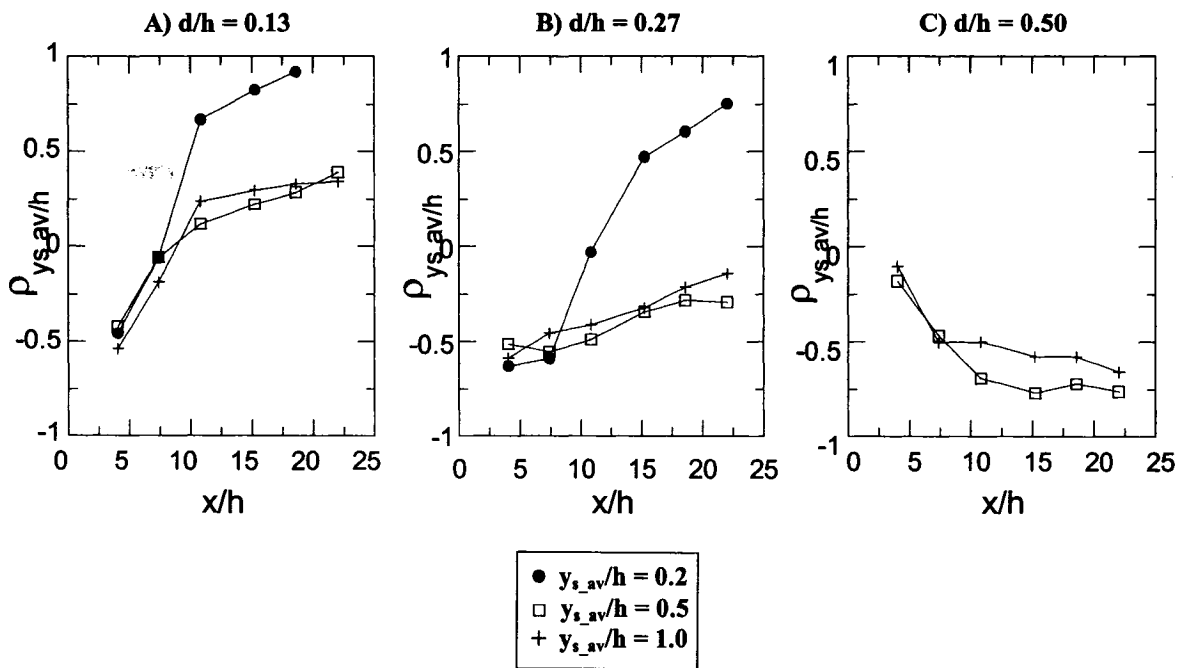 A) d/h = 0.13
B) d/h = 0.27
C) d/h = 0.50
ρys_av/h
1
0.5
0
-0.5
-1
0 5 10 15 20 25
x/h
ρys_av/h
1
0.5
0
-0.5
-1
0 5 10 15 20 25
x/h
ρys_av/h
1
0.5
0
-0.5
-1
0 5 10 15 20 25
x/h
ys_av/h = 0.2
ys_av/h = 0.5
ys_av/h = 1.0